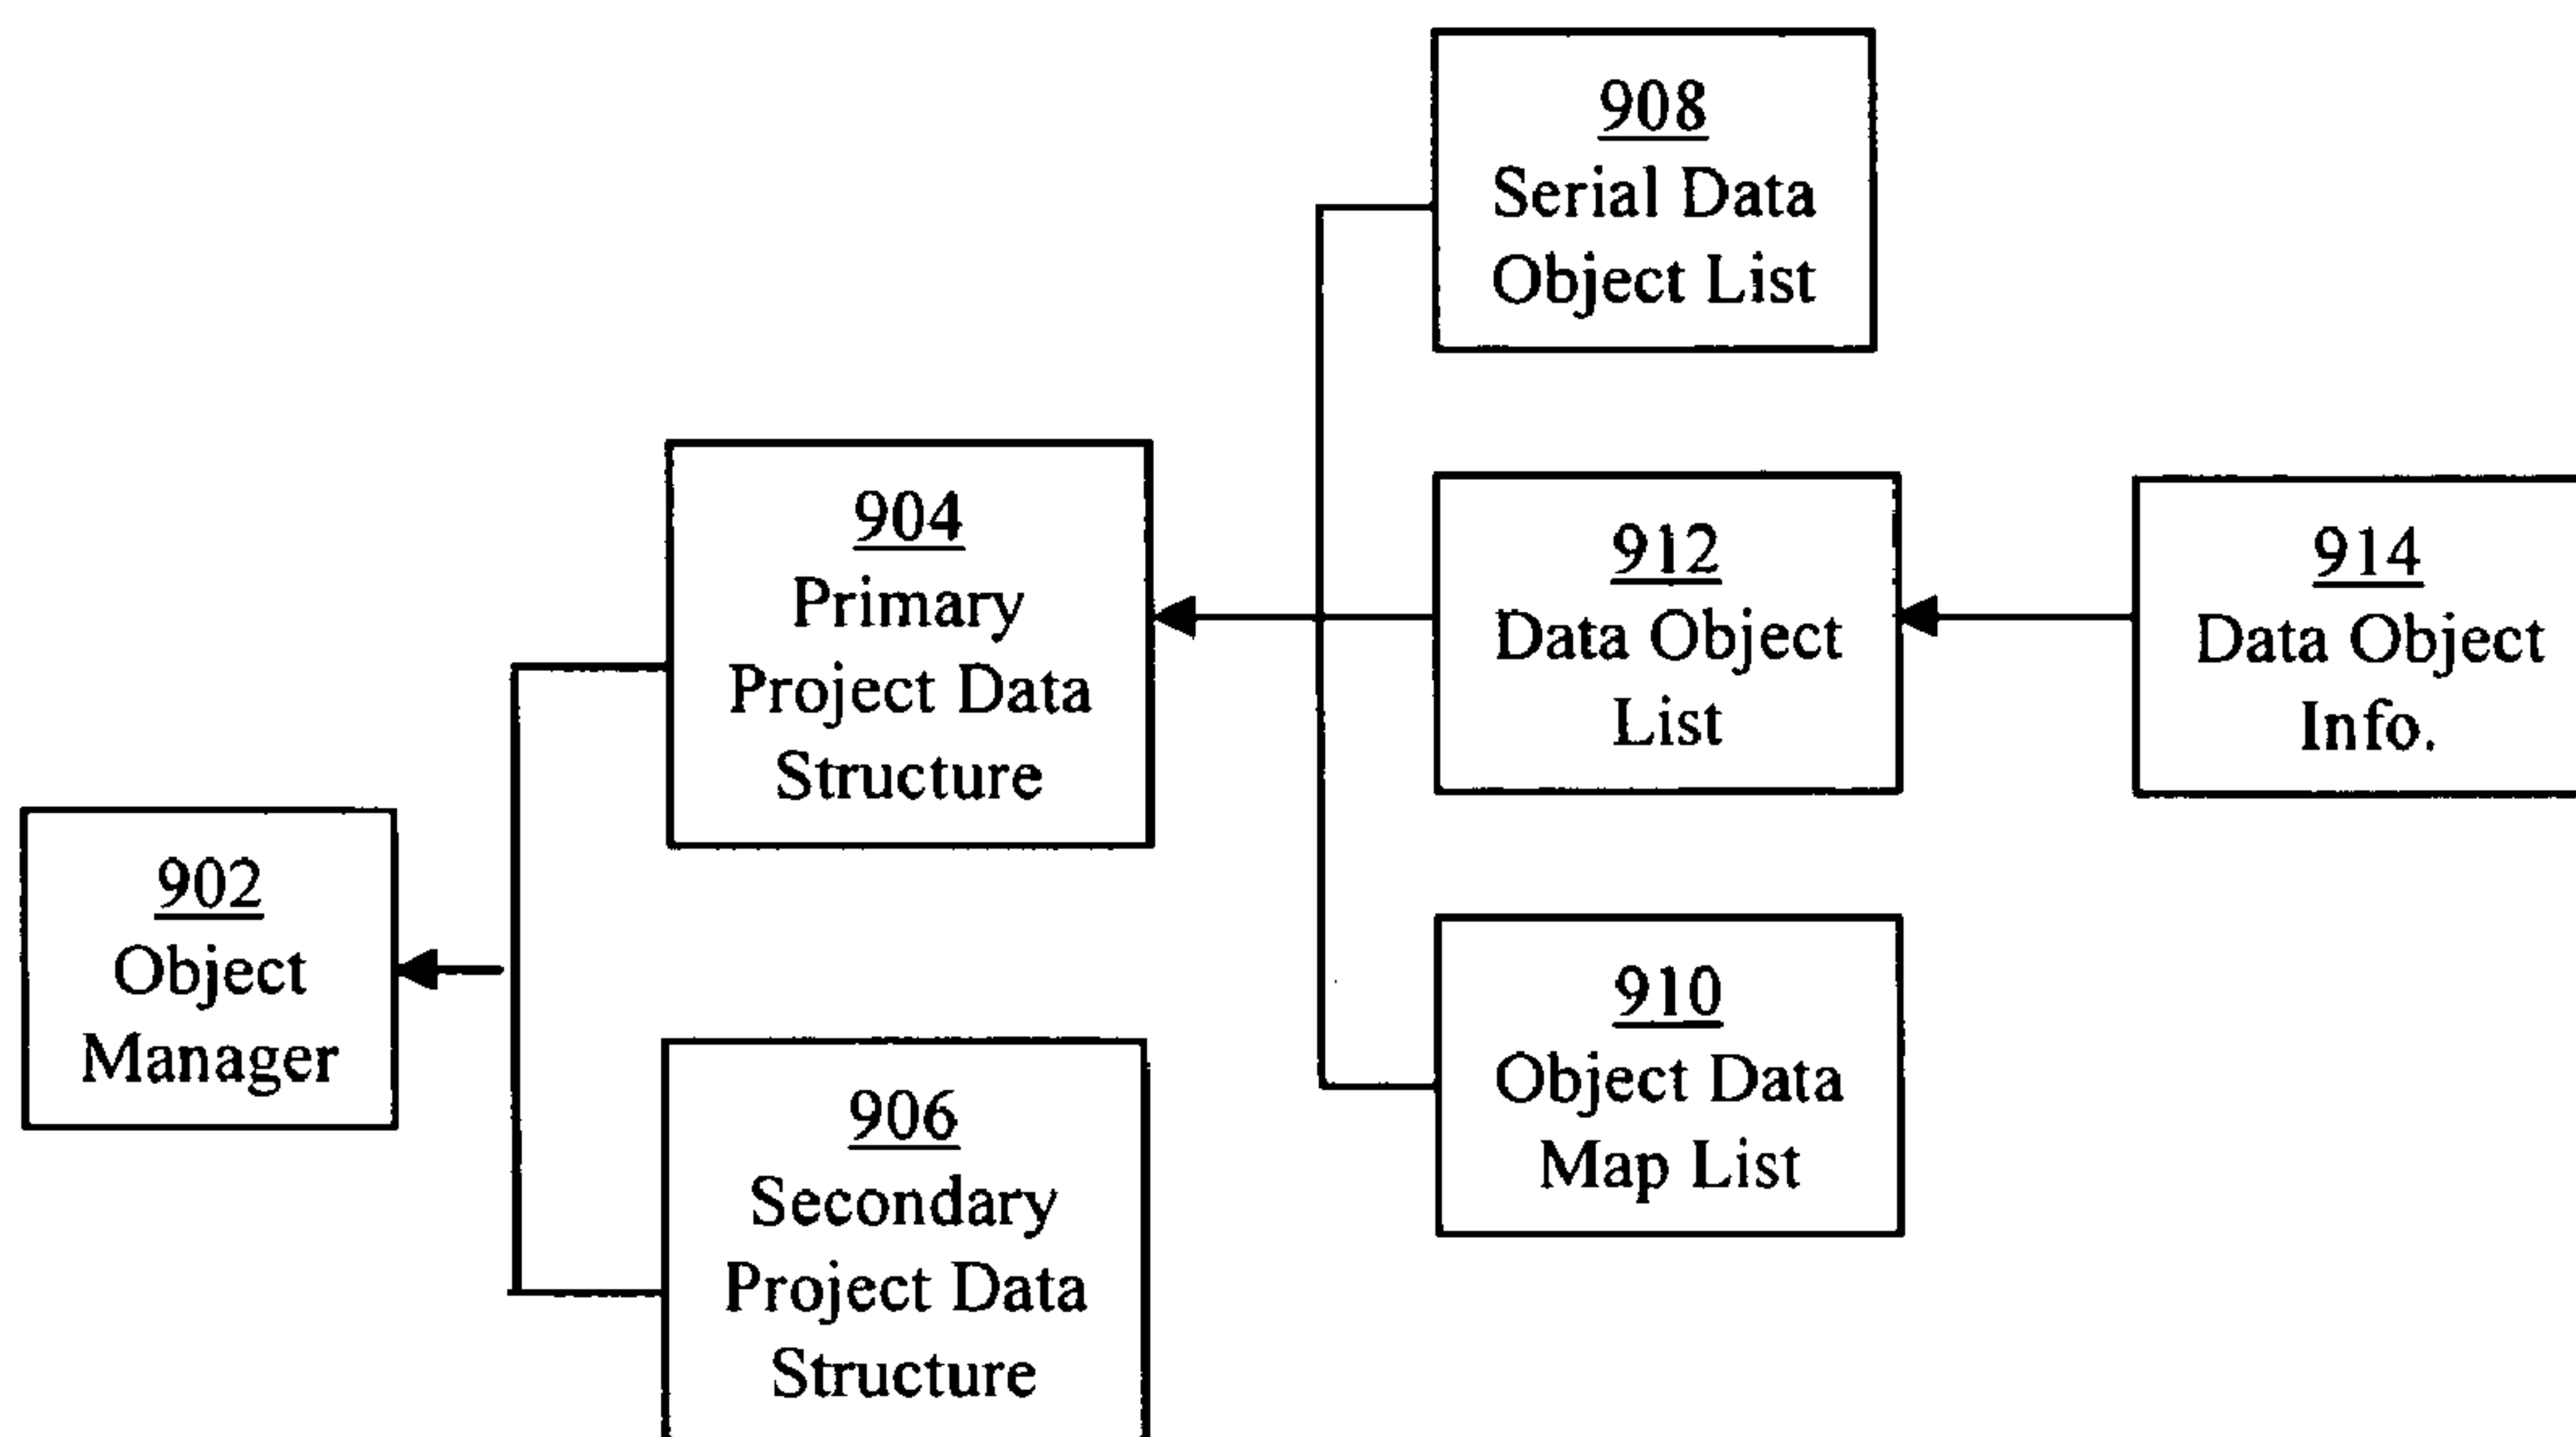 908
Serial Data
Object List
904
Primary
Project Data
Structure
912
Data Object
List
914
Data Object
Info.
902
Object
Manager
910
Object Data
Map List
906
Secondary
Project Data
Structure